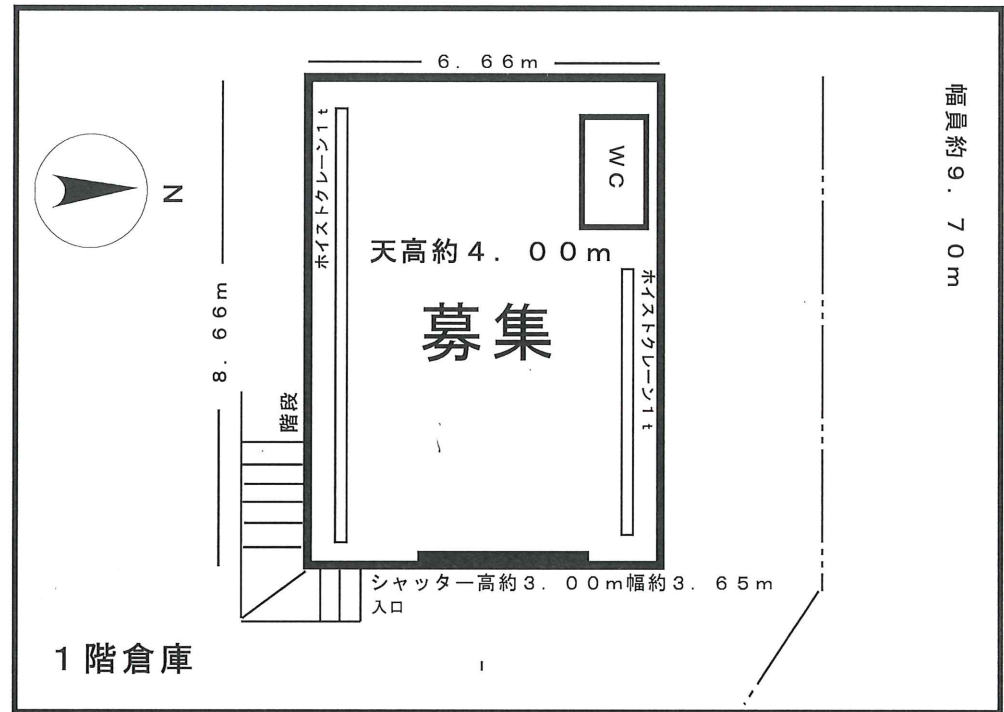 6．66m
幅員約9．70m
ホイストクレーン1t
WC
N
天高約4．00m
ホイストクレーン1t
8．66m
募集
階段
シャッター高約3．00m幅約3．65m
入口
1階倉庫